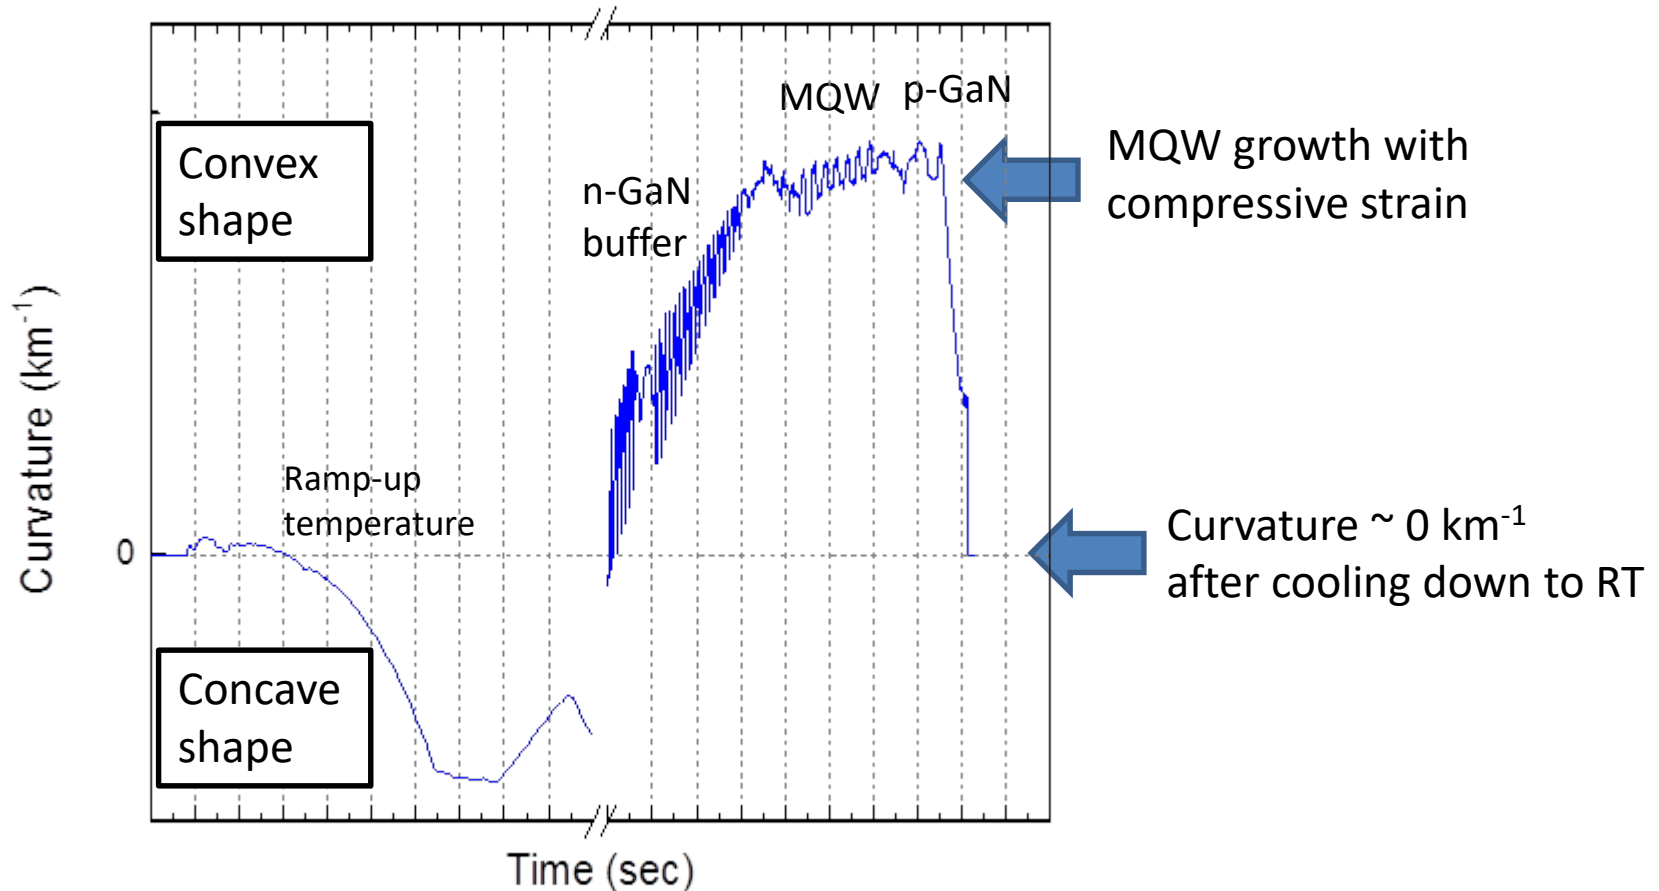 MQW p-GaN
Convex
shape
n-GaN
buffer
MQW growth with
compressive strain
Curvature (km⁻¹)
Ramp-up
temperature
0
Curvature ~ 0 km⁻¹
after cooling down to RT
Concave
shape
Time (sec)